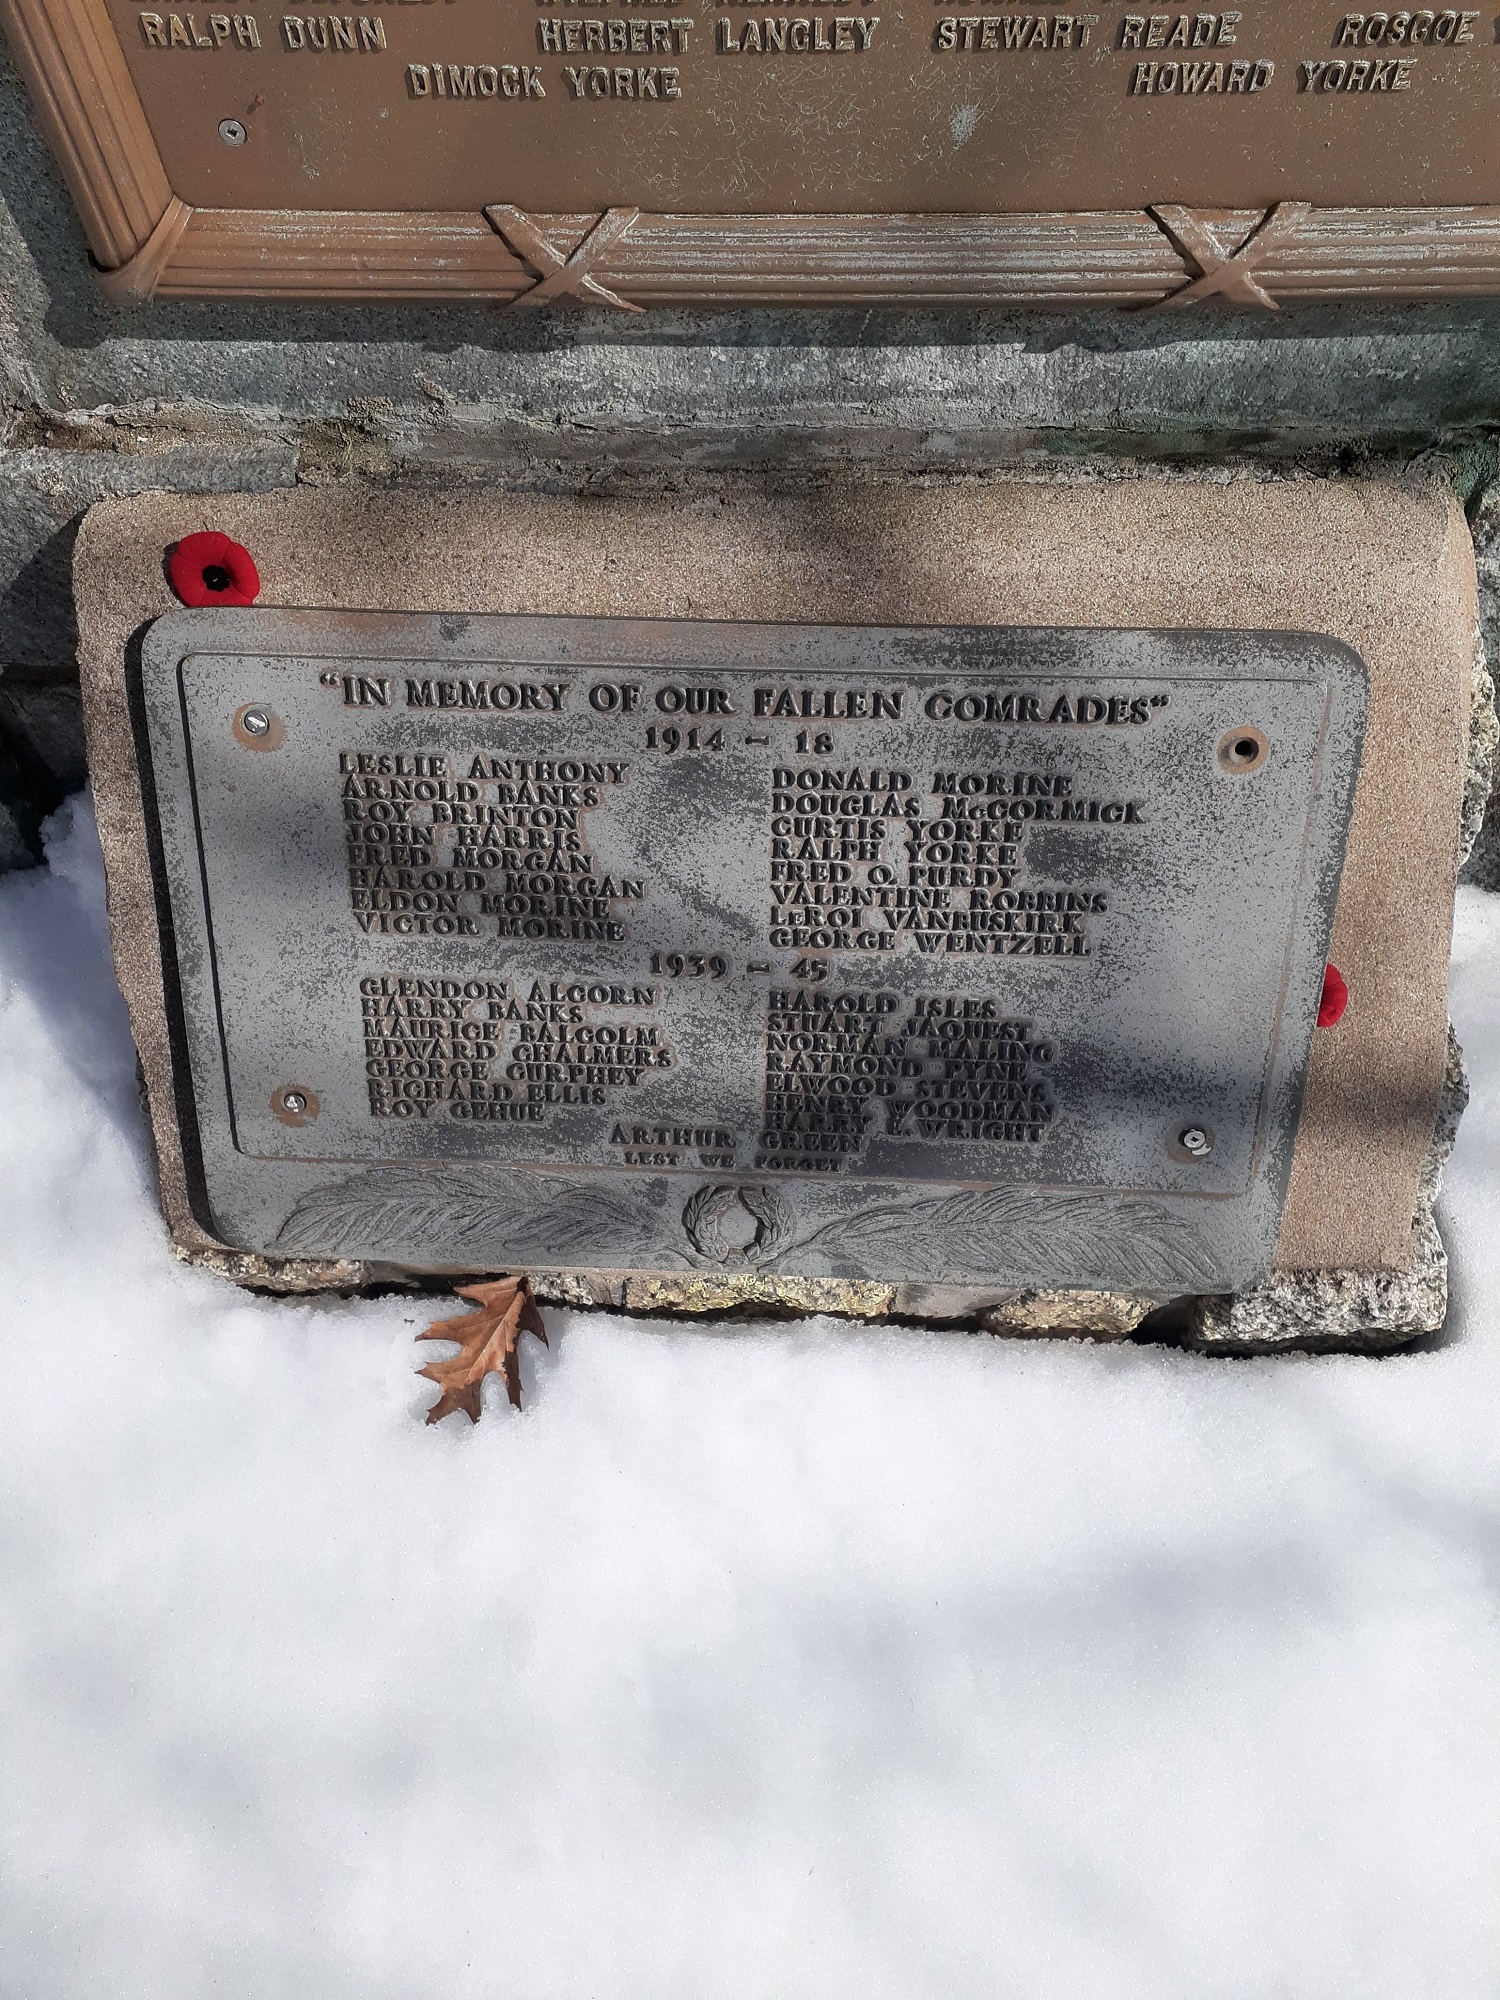 RALPH DUNN HERBERT LANGLEY STEWART READE ROSCOE
DIMOCK YORKE HOWARD YORKE
"IN MEMORY OF OUR FALLEN COMRADES"
1914 - 18
LESLIE ANTHONY DONALD MORINE
ARNOLD BANKS DOUGLAS McCORMICK
ROY BRINTON CURTIS YORKE
JOHN HARRIS RALPH YORKE
FRED MORGAN FRED O. PURDY
HAROLD MORGAN VALENTINE ROBBINS
ELDON MORINE LeROI VANBUSKIRK
VICTOR MORINE GEORGE WENTZELL
1939 - 45
GLENDON ALCORN HAROLD ISLES
HARRY BANKS STUART JAQUEST
MAURICE BALCOLM NORMAN MALING
EDWARD CHALMERS RAYMOND PYNE
GEORGE CURPHEY ELWOOD STEVENS
RICHARD ELLIS HENRY WOODMAN
ROY GEHUE HARRY E. WRIGHT
ARTHUR GREEN
LEST WE FORGET